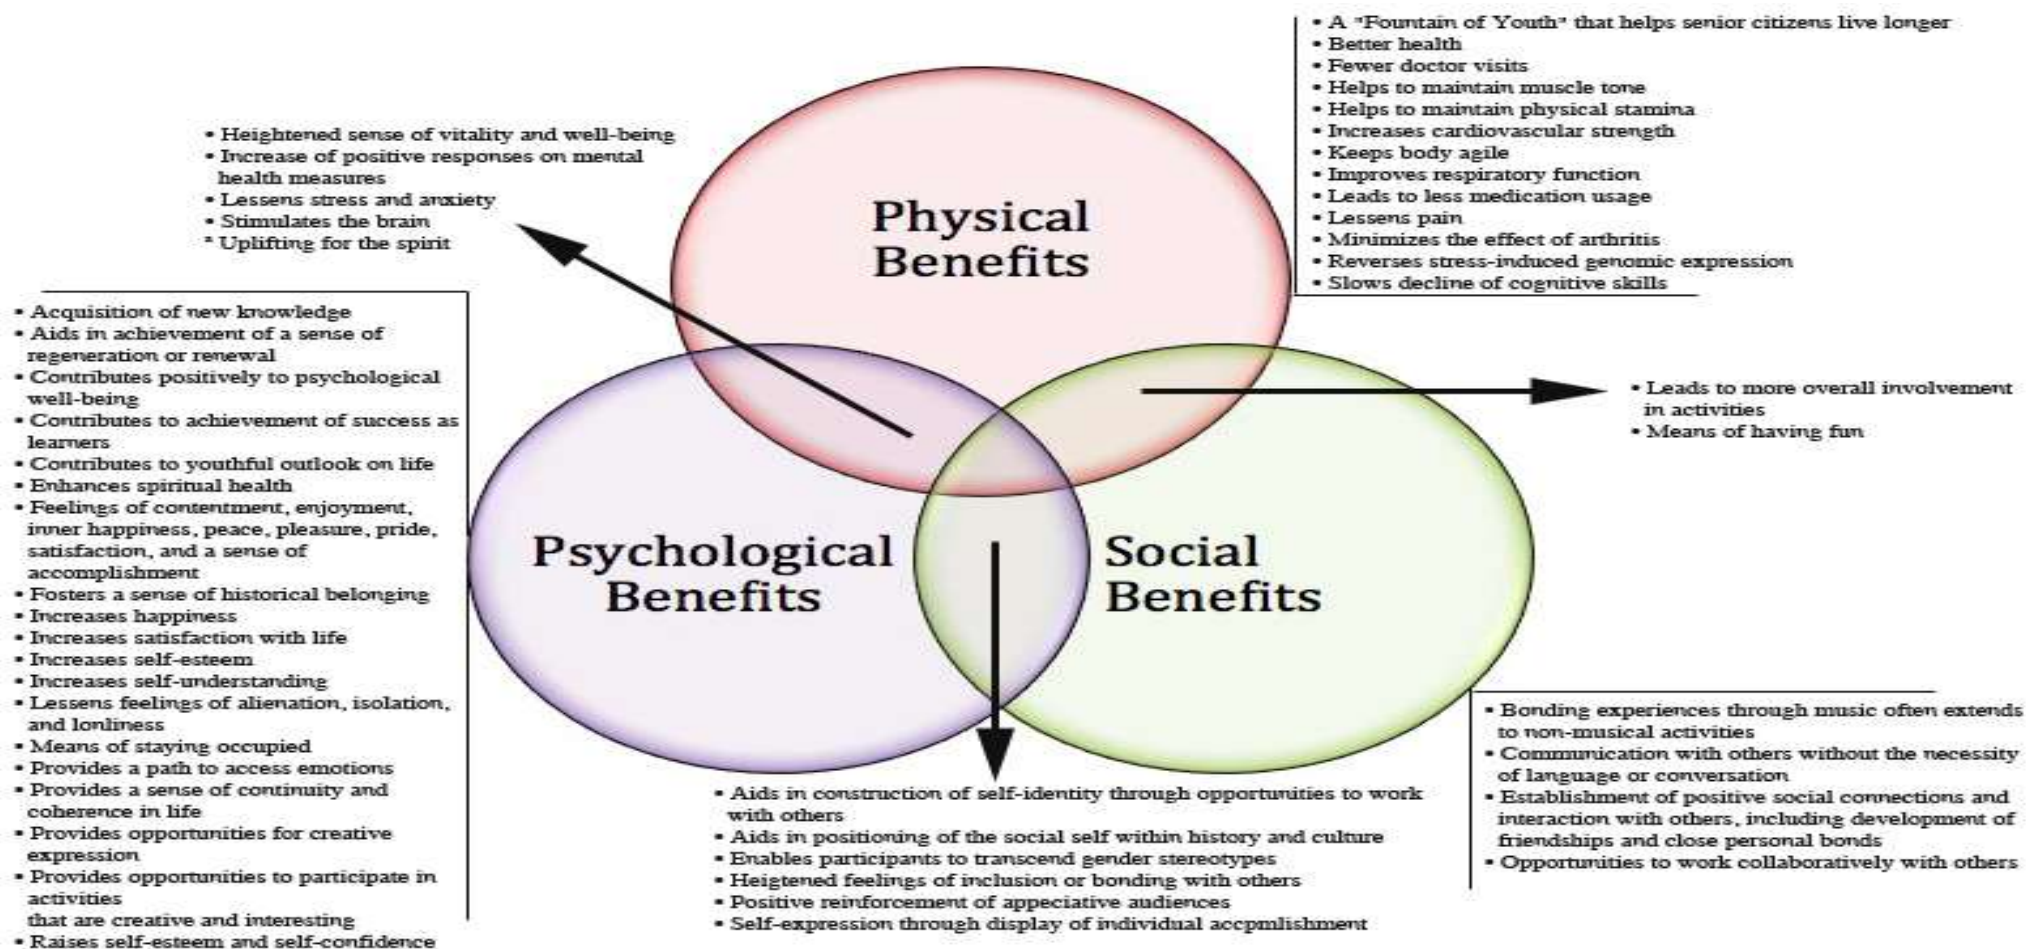 • A "Fountain of Youth" that helps senior citizens live longer
• Better health
• Fewer doctor visits
• Helps to maintain muscle tone
• Helps to maintain physical stamina
• Increases cardiovascular strength
• Keeps body agile
• Improves respiratory function
• Leads to less medication usage
• Lessens pain
• Minimizes the effect of arthritis
• Reverses stress-induced genomic expression
• Slows decline of cognitive skills
• Heightened sense of vitality and well-being
• Increase of positive responses on mental
health measures
• Lessens stress and anxiety
• Stimulates the brain
* Uplifting for the spirit
Physical
Benefits
• Acquisition of new knowledge
• Aids in achievement of a sense of
regeneration or renewal
• Contributes positively to psychological
well-being
• Contributes to achievement of success as
learners
• Contributes to youthful outlook on life
• Enhances spiritual health
• Feelings of contentment, enjoyment,
inner happiness, peace, pleasure, pride,
satisfaction, and a sense of
accomplishment
• Fosters a sense of historical belonging
• Increases happiness
• Increases satisfaction with life
• Increases self-esteem
• Increases self-understanding
• Lessens feelings of alienation, isolation,
and lonliness
• Means of staying occupied
• Provides a path to access emotions
• Provides a sense of continuity and
coherence in life
• Provides opportunities for creative
expression
• Provides opportunities to participate in
activities
that are creative and interesting
• Raises self-esteem and self-confidence
• Leads to more overall involvement
in activities
• Means of having fun
Psychological
Benefits
Social
Benefits
• Bonding experiences through music often extends
to non-musical activities
• Communication with others without the necessity
of language or conversation
• Establishment of positive social connections and
interaction with others, including development of
friendships and close personal bonds
• Opportunities to work collaboratively with others
• Aids in construction of self-identity through opportunities to work
with others
• Aids in positioning of the social self within history and culture
• Enables participants to transcend gender stereotypes
• Heigtened feelings of inclusion or bonding with others
• Positive reinforcement of appeciative audiences
• Self-expression through display of individual accpmlishment